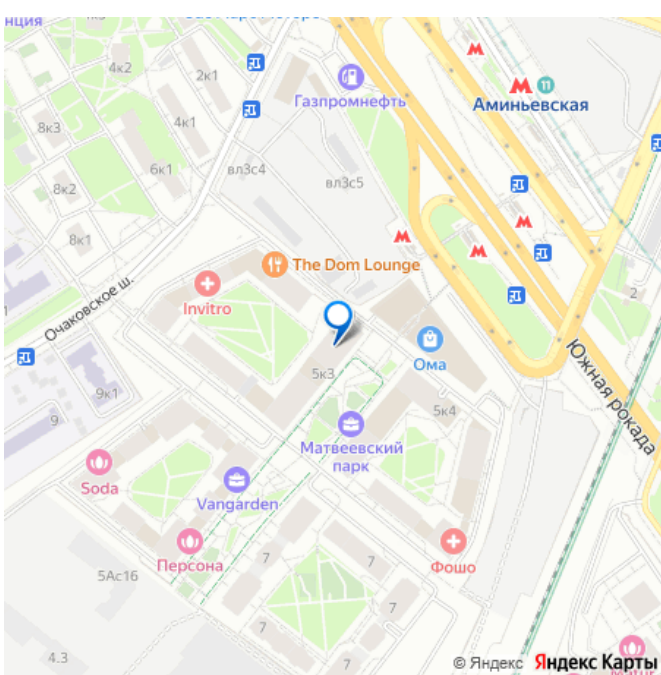 4к2
2к1
Газпромнефть
11
Аминьевская
8к3
4к1
6к1
вл3с4
вл3с5
8к2
8к1
The Dom Lounge
Invitro
Очаковское ш.
2
Ома
Южная рокада
5к3
9к1
5к4
9
Матвеевский
парк
Soda
Vangarden
Персона
Фошо
7
7
5Ас16
7
7
4.3
© Яндекс Яндекс Карты